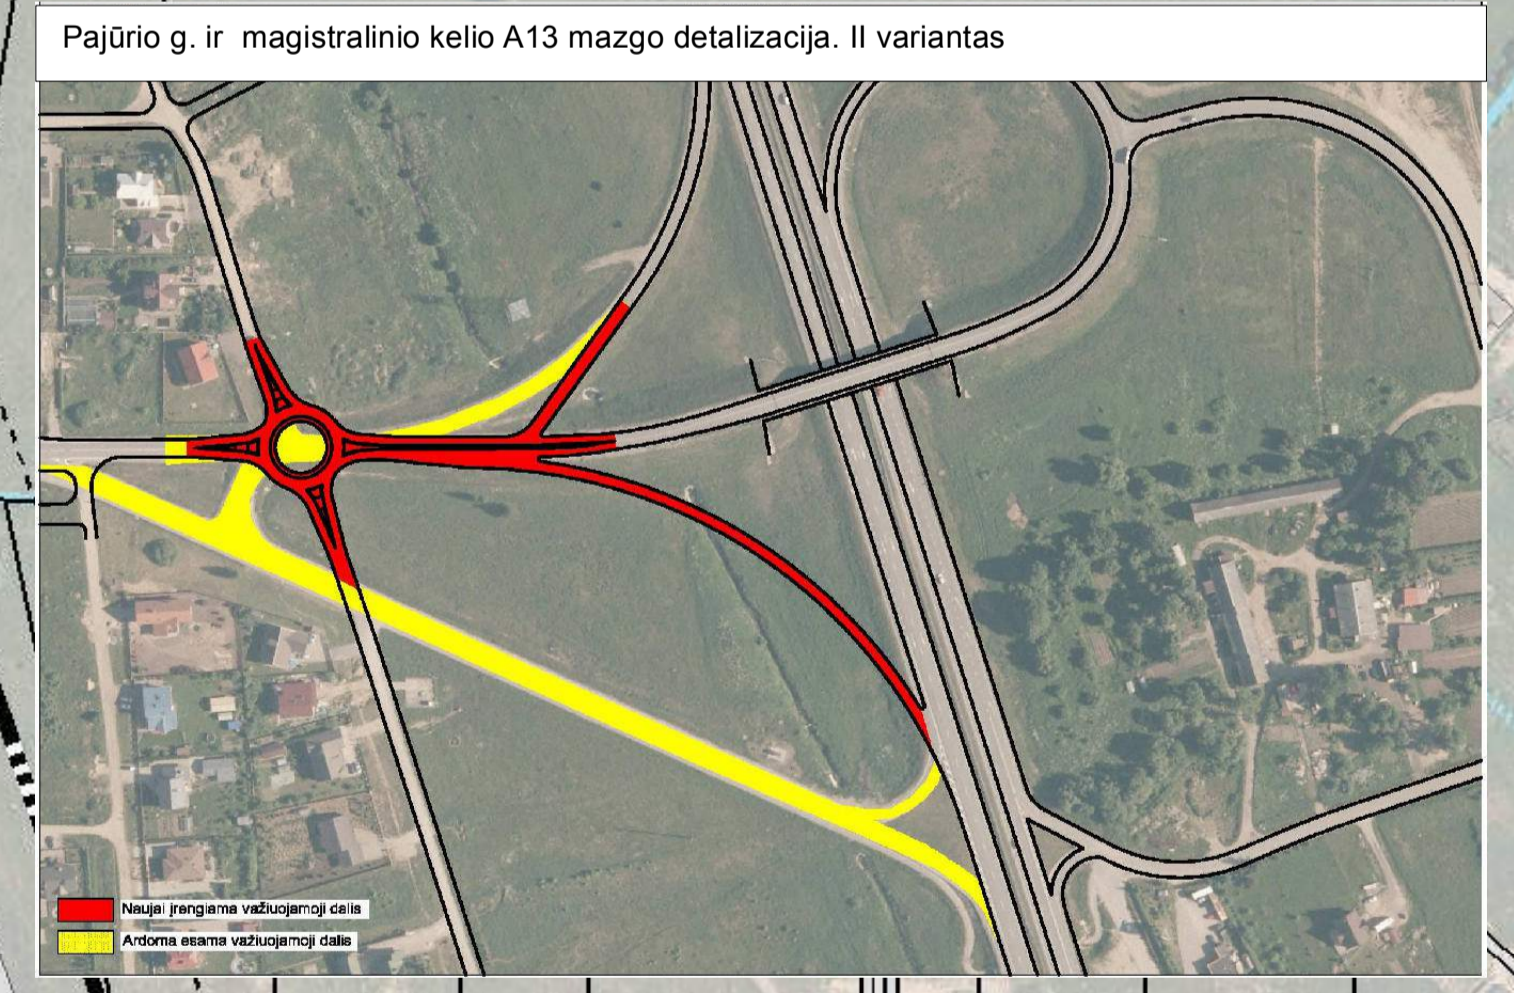 Pajūrio g. ir magistralinio kelio A13 mazgo detalizacija. II variantas
Naujai įrengiama važiuojamoji dalis
Ardoma esama važiuojamoji dalis